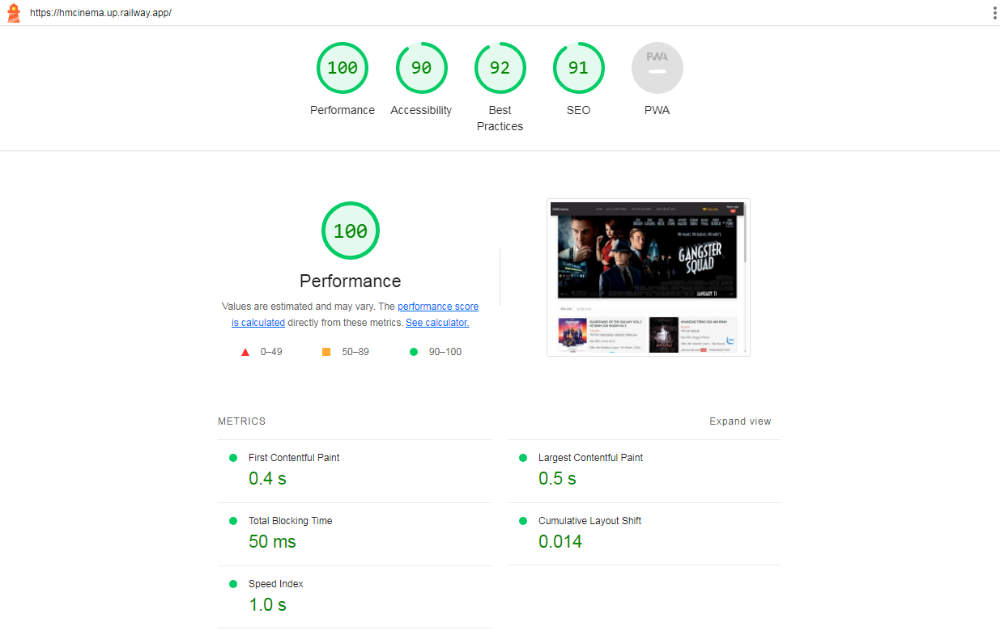 https://hmcinema.up.railway.app/
100
90
92
91
PWA
Performance
Accessibility
Best
Practices
SEO
PWA
100
Performance
Values are estimated and may vary. The performance score
is calculated directly from these metrics. See calculator.
0–49
50–89
90–100
HMCinema
GANGSTER
SQUAD
JANUARY 11
GUARDIANS OF THE GALAXY VOL.3
METRICS
Expand view
First Contentful Paint
0.4 s
Largest Contentful Paint
0.5 s
Total Blocking Time
50 ms
Cumulative Layout Shift
0.014
Speed Index
1.0 s